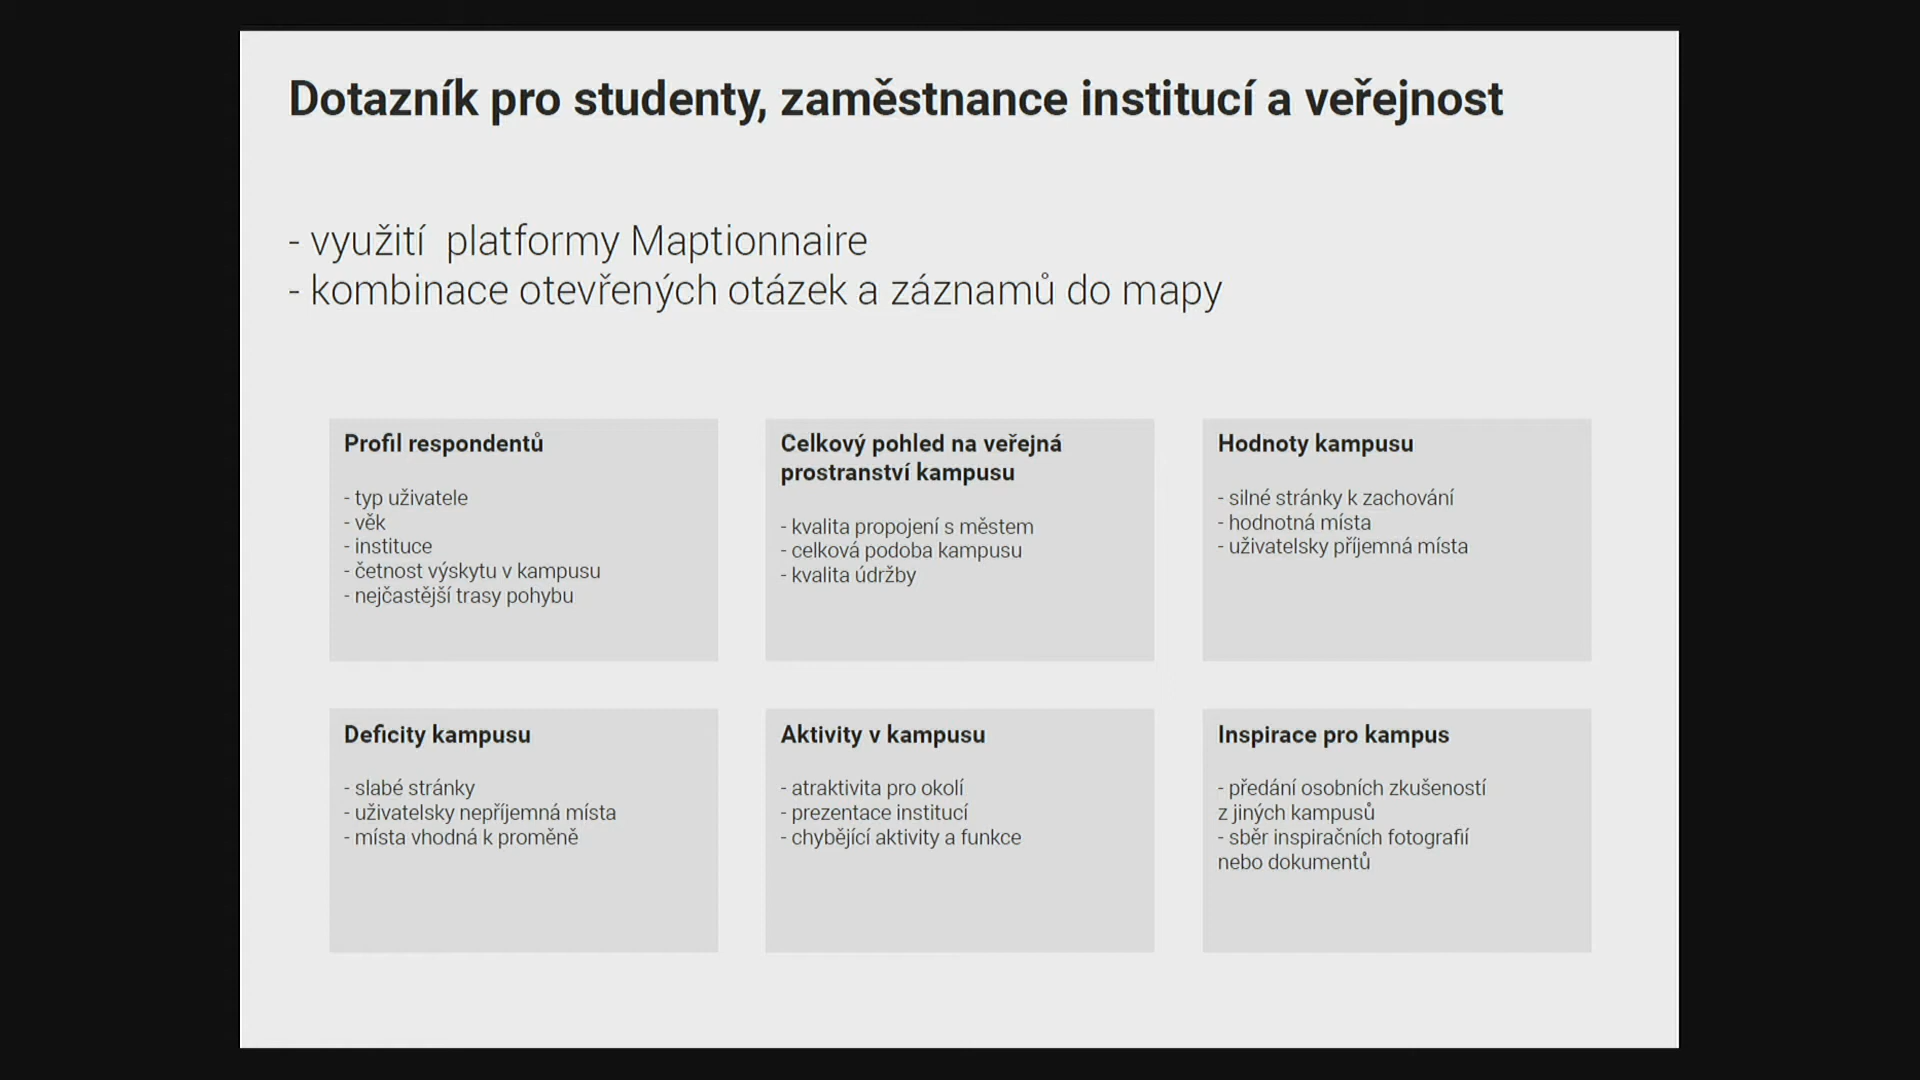 Dotazník pro studenty, zaměstnance institucí a veřejnost
- využití platformy Maptionnaire
- kombinace otevřených otázek a záznamů do mapy
Profil respondentů
- typ uživatele
- věk
- instituce
- četnost výskytu v kampusu
- nejčastější trasy pohybu
Celkový pohled na veřejná
prostranství kampusu
- kvalita propojení s městem
- celková podoba kampusu
- kvalita údržby
Hodnoty kampusu
- silné stránky k zachování
- hodnotná místa
- uživatelsky příjemná místa
Deficity kampusu
- slabé stránky
- uživatelsky nepříjemná místa
- místa vhodná k proměně
Aktivity v kampusu
- atraktivita pro okolí
- prezentace institucí
- chybějící aktivity a funkce
Inspirace pro kampus
- předání osobních zkušeností
z jiných kampusů
- sběr inspiračních fotografií
nebo dokumentů